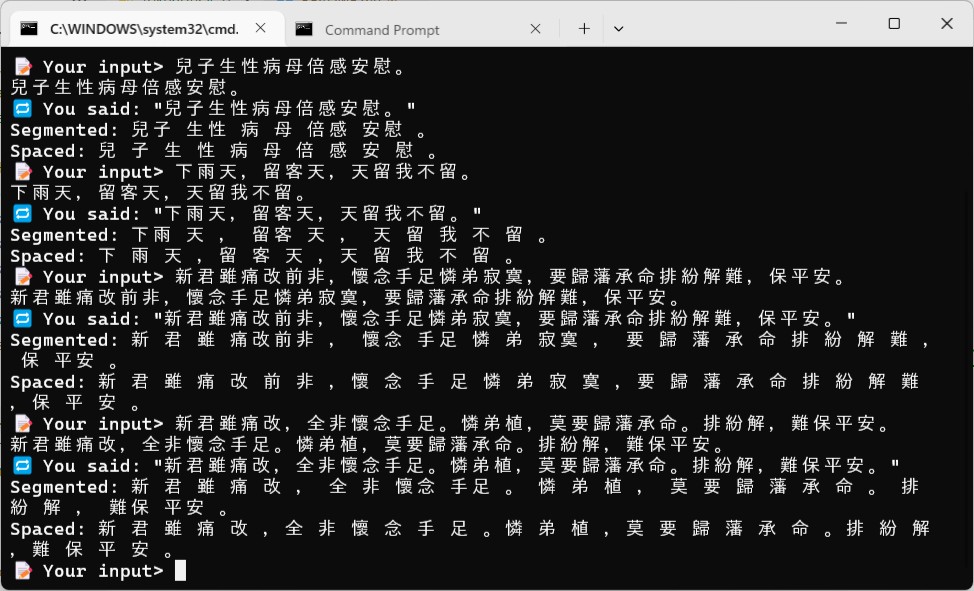 C:\WINDOWS\system32\cmd.
Command Prompt
📝 Your input> 兒子生性病母倍感安慰。
兒子生性病母倍感安慰。
🔁 You said: "兒子生性病母倍感安慰。"
Segmented: 兒子 生性 病 母 倍感 安慰 。
Spaced: 兒 子 生 性 病 母 倍 感 安 慰 。
📝 Your input> 下雨天, 留客天, 天留我不留。
下雨天, 留客天, 天留我不留。
🔁 You said: "下雨天, 留客天, 天留我不留。"
Segmented: 下雨 天 , 留客 天 , 天 留 我 不 留 。
Spaced: 下 雨 天 , 留 客 天 , 天 留 我 不 留 。
📝 Your input> 新君雖痛改前非, 懷念手足憐弟寂寞, 要歸藩承命排紛解難, 保平安。
新君雖痛改前非, 懷念手足憐弟寂寞, 要歸藩承命排紛解難, 保平安。
🔁 You said: "新君雖痛改前非, 懷念手足憐弟寂寞, 要歸藩承命排紛解難, 保平安。"
Segmented: 新 君 雖 痛改前非 , 懷念 手足 憐 弟 寂寞 , 要 歸 藩 承 命 排 紛 解 難 ,
保 平安 。
Spaced: 新 君 雖 痛 改 前 非 , 懷 念 手 足 憐 弟 寂 寞 , 要 歸 藩 承 命 排 紛 解 難
, 保 平 安 。
📝 Your input> 新君雖痛改, 全非懷念手足。憐弟植, 莫要歸藩承命。排紛解, 難保平安。
新君雖痛改, 全非懷念手足。憐弟植, 莫要歸藩承命。排紛解, 難保平安。
🔁 You said: "新君雖痛改, 全非懷念手足。憐弟植, 莫要歸藩承命。排紛解, 難保平安。"
Segmented: 新 君 雖 痛 改 , 全 非 懷念 手足 。 憐 弟 植 , 莫 要 歸 藩 承 命 。 排
紛 解 , 難保 平安 。
Spaced: 新 君 雖 痛 改 , 全 非 懷 念 手 足 。 憐 弟 植 , 莫 要 歸 藩 承 命 。 排 紛 解
, 難 保 平 安 。
📝 Your input>